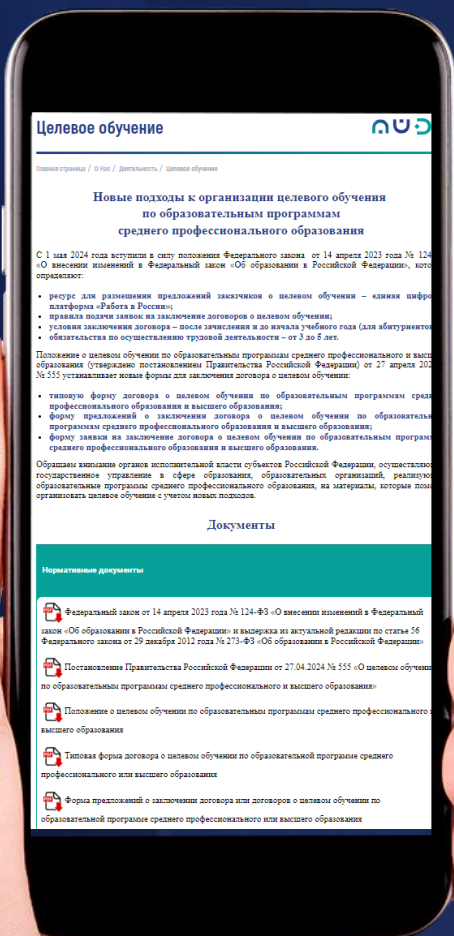 Целевое обучение
Главная страница / О Нас / Деятельность / Целевое обучение
Новые подходы к организации целевого обучения
по образовательным программам
среднего профессионального образования
С 1 мая 2024 года вступили в силу положения Федерального закона от 14 апреля 2023 года № 124
«О внесении изменений в Федеральный закон «Об образовании в Российской Федерации», кото
определяют:
• ресурс для размещения предложений заказчиков о целевом обучении – единая цифро
платформа «Работа в России»;
• правила подачи заявок на заключение договоров о целевом обучении;
• условия заключения договора – после зачисления и до начала учебного года (для абитуриентов
• обязательства по осуществлению трудовой деятельности – от 3 до 5 лет.
Положение о целевом обучении по образовательным программам среднего профессионального и высш
образования (утверждено постановлением Правительства Российской Федерации) от 27 апреля 202
№ 555 устанавливает новые формы для заключения договора о целевом обучении:
• типовую форму договора о целевом обучении по образовательным программам средн
профессионального образования и высшего образования;
• форму предложений о заключении договора о целевом обучении по образовательн
программам среднего профессионального образования и высшего образования;
• форму заявки на заключение договора о целевом обучении по образовательным програм
среднего профессионального образования и высшего образования.
Обращаем внимание органов исполнительной власти субъектов Российской Федерации, осуществляю
государственное управление в сфере образования, образовательных организаций, реализую
образовательные программы среднего профессионального образования, на материалы, которые помо
организовать целевое обучение с учетом новых подходов.
Документы
Нормативные документы
Федеральный закон от 14 апреля 2023 года № 124-ФЗ «О внесении изменений в Федеральный
закон «Об образовании в Российской Федерации» и выдержка из актуальной редакции по статье 56
Федерального закона от 29 декабря 2012 года № 273-ФЗ «Об образовании в Российской Федерации»
Постановление Правительства Российской Федерации от 27.04.2024 № 555 «О целевом обучени
по образовательным программам среднего профессионального и высшего образования»
Положение о целевом обучении по образовательным программам среднего профессионального и
высшего образования
Типовая форма договора о целевом обучении по образовательной программе среднего
профессионального или высшего образования
Форма предложений о заключении договора или договоров о целевом обучении по
образовательной программе среднего профессионального или высшего образования